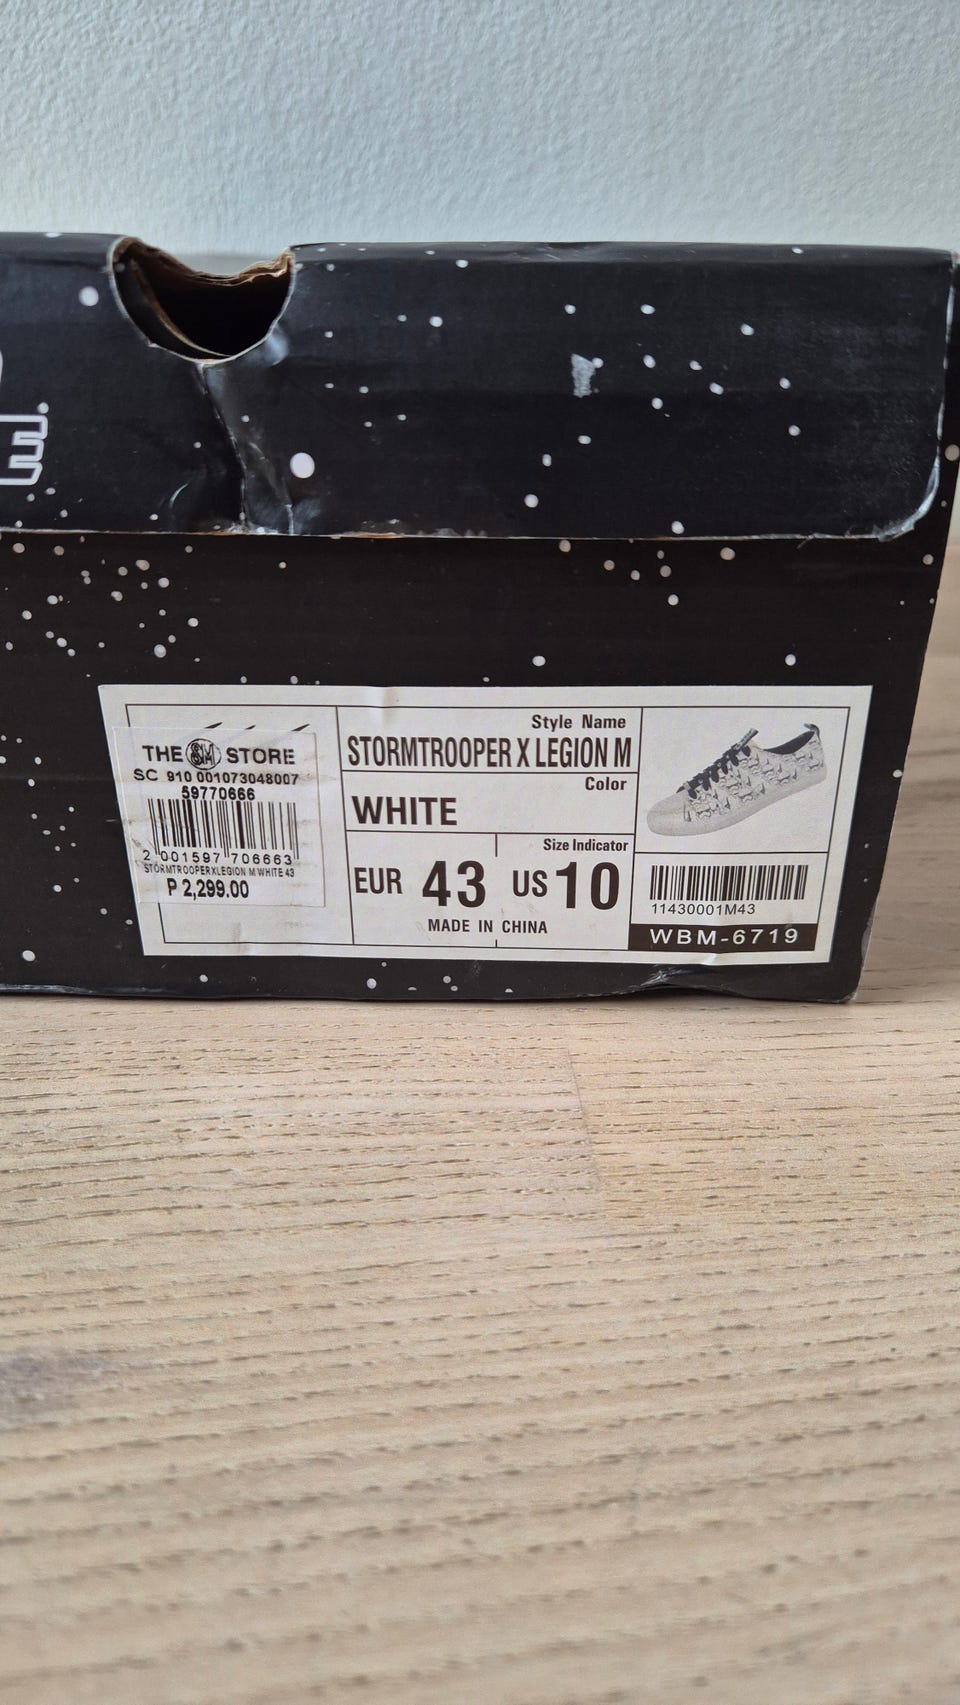 E
THE SM STORE
SC 910 001073048007
59770666
2 001597 706663
STORMTROOPERXLEGION M WHITE 43
P 2,299.00
Style Name
STORMTROOPER X LEGION M
Color
WHITE
Size Indicator
EUR 43 US 10
MADE IN CHINA
11430001M43
WBM-6719